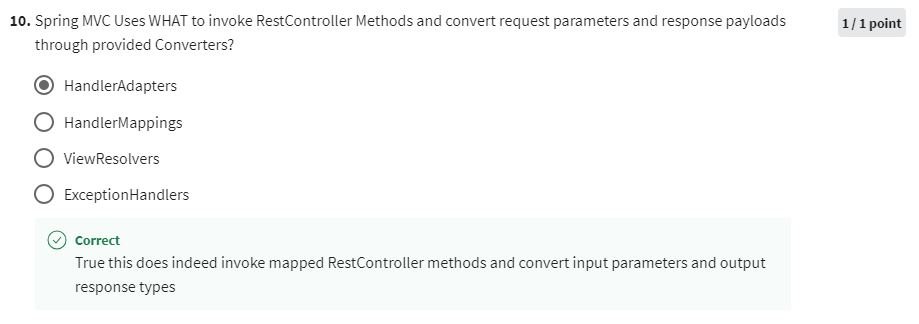 10. Spring MVC Uses WHAT to invoke RestController Methods and convert request parameters and response payloads
through provided Converters?
1 / 1 point
HandlerAdapters
HandlerMappings
ViewResolvers
ExceptionHandlers
Correct
True this does indeed invoke mapped RestController methods and convert input parameters and output
response types